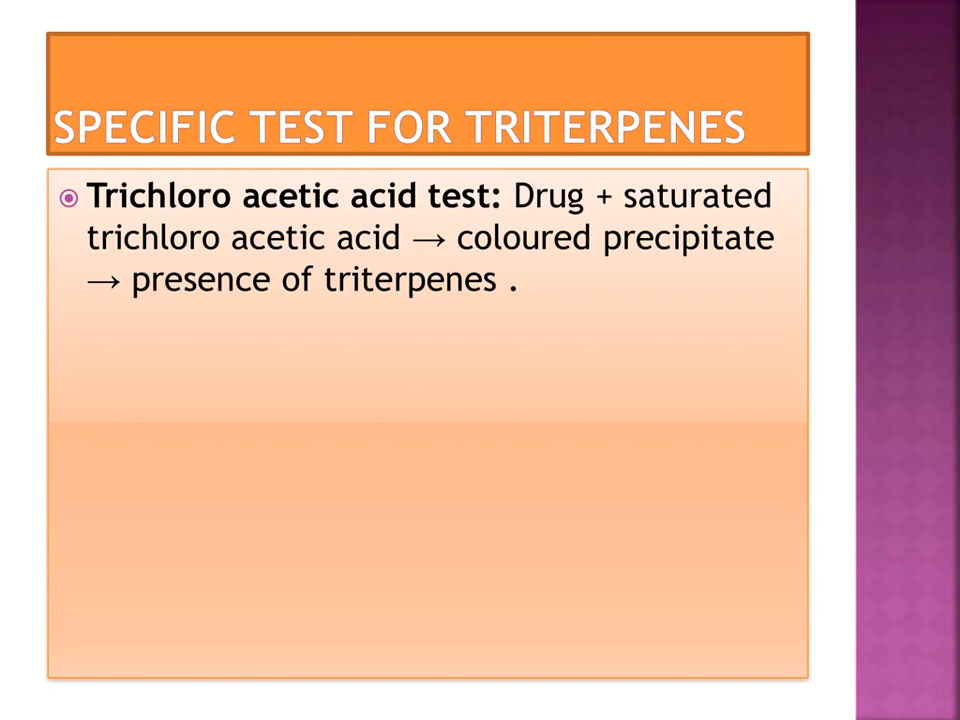 SPECIFIC TEST FOR TRITERPENES
Trichloro acetic acid test: Drug + saturated
trichloro acetic acid → coloured precipitate
→ presence of triterpenes .